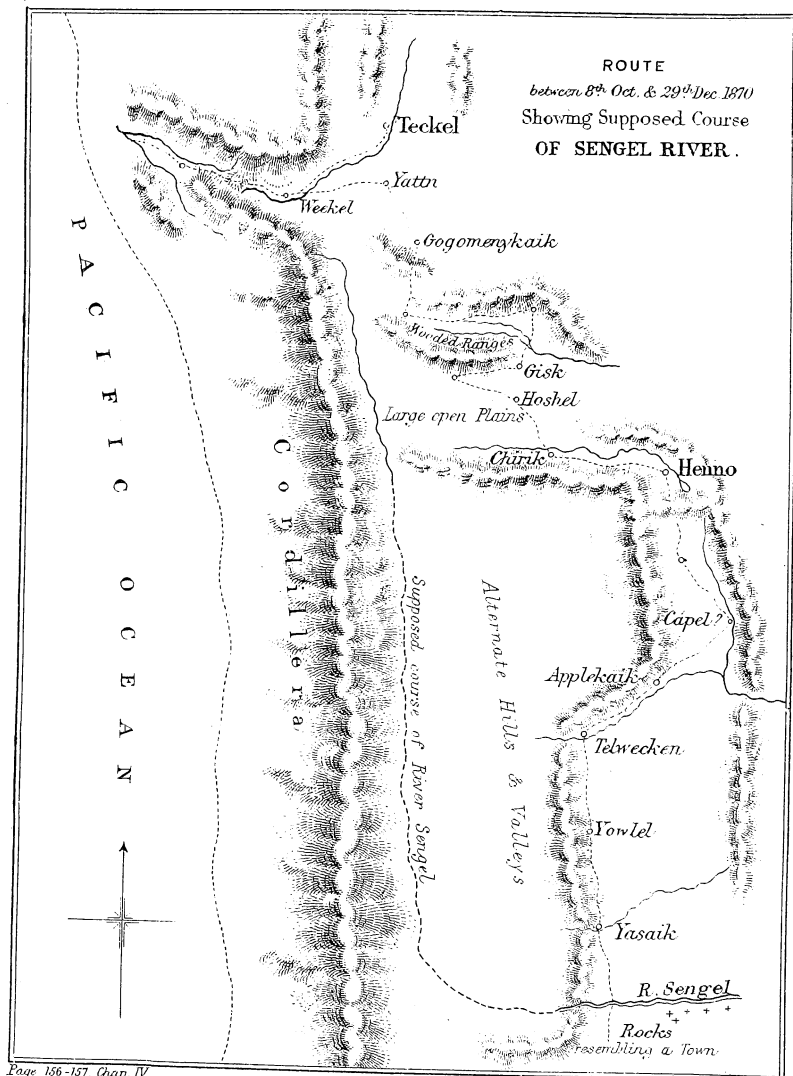 ROUTE
between 8th Oct. & 29th Dec. 1870
Showing Supposed Course
OF SENGEL RIVER.
Teckel
Yattn
Weekel
Gogomenykaik
PACIFIC OCEAN
Wooded Ranges
Gisk
Hoshel
Large open Plains
Chirik
Henno
Cordillera
Supposed course of River Sengel
Alternate Hills & Valleys
Capel?
Applekaik
Telwecken
Yowlel
Yasaik
R. Sengel
Rocks
resembling a Town
Page 156-157 Chap. IV